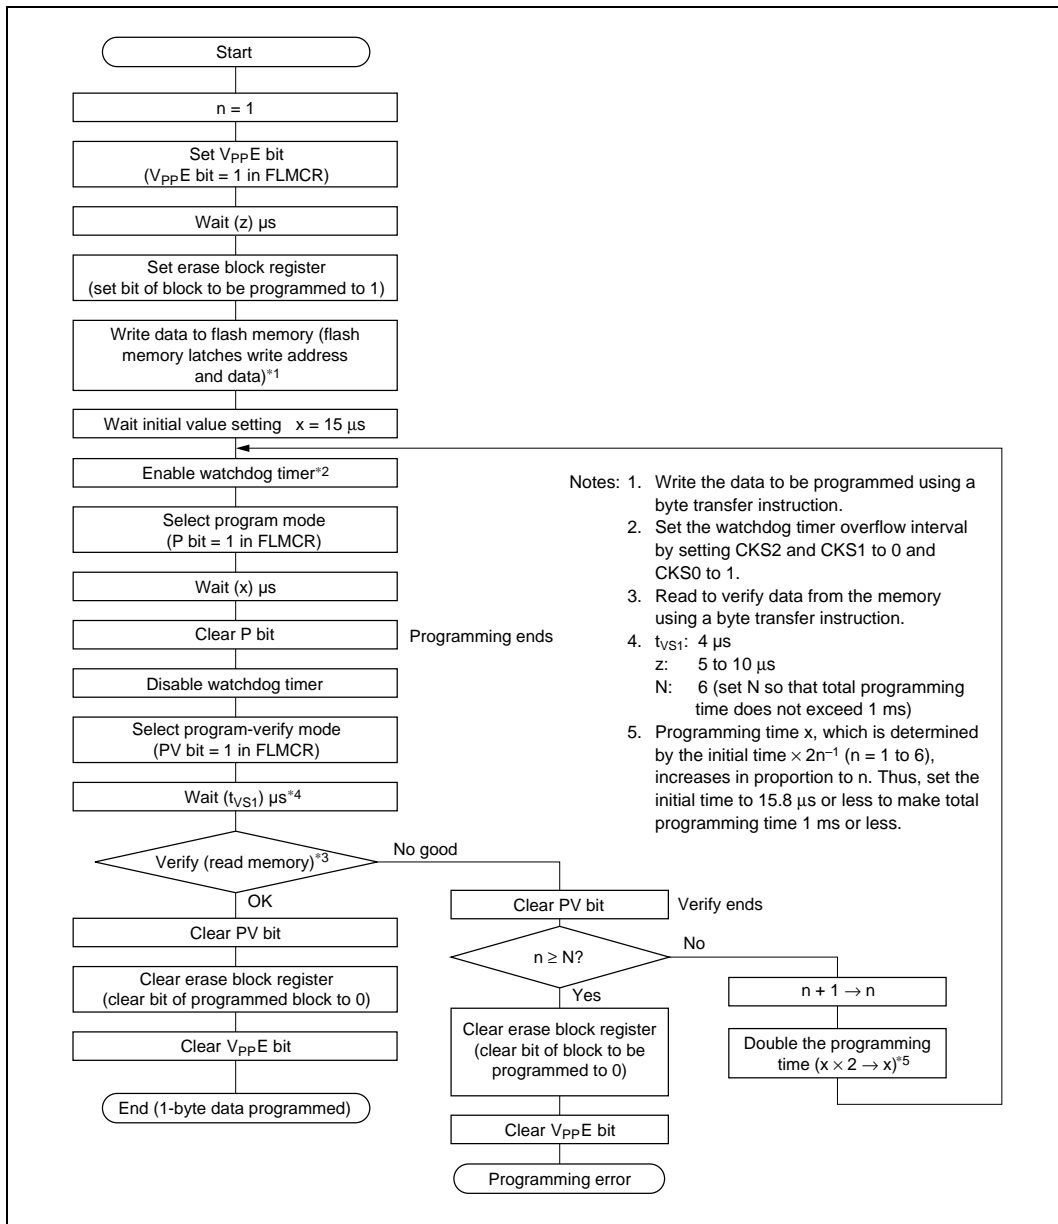 Start
n = 1
Set VPPE bit
(VPPE bit = 1 in FLMCR)
Wait (z) µs
Set erase block register
(set bit of block to be programmed to 1)
Write data to flash memory (flash
memory latches write address
and data)*1
Wait initial value setting x = 15 µs
Enable watchdog timer*2
Select program mode
(P bit = 1 in FLMCR)
Wait (x) µs
Clear P bit
Programming ends
Disable watchdog timer
Select program-verify mode
(PV bit = 1 in FLMCR)
Wait (tVS1) µs*4
Verify (read memory)*3
No good
OK
Clear PV bit
Clear erase block register
(clear bit of programmed block to 0)
Clear VPPE bit
End (1-byte data programmed)
Clear PV bit
Verify ends
n ≥ N?
No
Yes
Clear erase block register
(clear bit of block to be
programmed to 0)
Clear VPPE bit
Programming error
n + 1 → n
Double the programming
time (x × 2 → x)*5
Notes: 1. Write the data to be programmed using a
byte transfer instruction.
2. Set the watchdog timer overflow interval
by setting CKS2 and CKS1 to 0 and
CKS0 to 1.
3. Read to verify data from the memory
using a byte transfer instruction.
4. tVS1: 4 µs
z: 5 to 10 µs
N: 6 (set N so that total programming
time does not exceed 1 ms)
5. Programming time x, which is determined
by the initial time × 2n–1 (n = 1 to 6),
increases in proportion to n. Thus, set the
initial time to 15.8 µs or less to make total
programming time 1 ms or less.